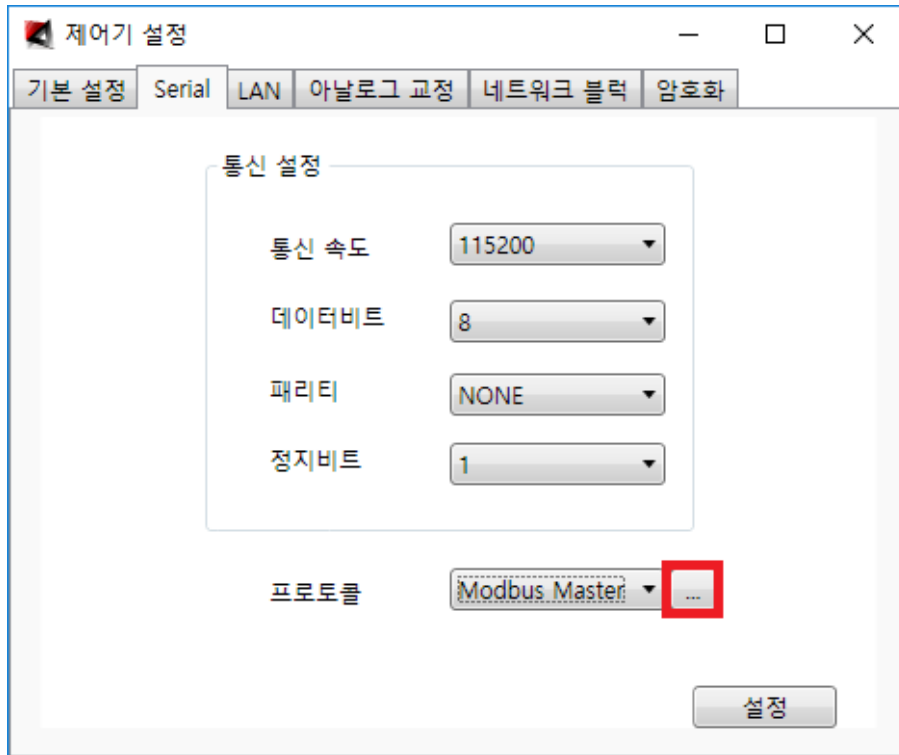 제어기 설정
기본 설정 Serial LAN 아날로그 교정 네트워크 블럭 암호화
통신 설정
통신 속도 115200
데이터비트 8
패리티 NONE
정지비트 1
프로토콜 Modbus Master ...
설정